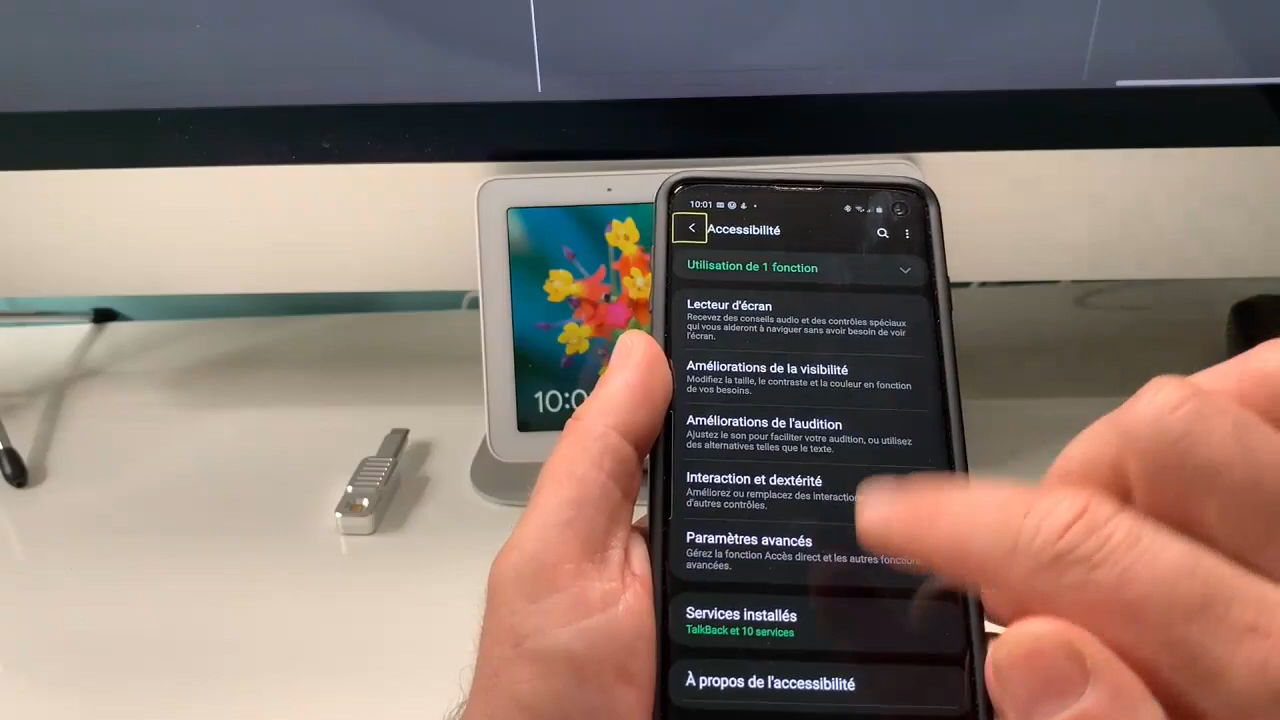 10:01
Accessibilité
Utilisation de 1 fonction
Lecteur d'écran
Recevez des conseils audio et des contrôles spéciaux
qui vous aideront à naviguer sans avoir besoin de voir
l'écran.
Améliorations de la visibilité
Modifiez la taille, le contraste et la couleur en fonction
de vos besoins.
Améliorations de l'audition
Ajustez le son pour faciliter votre audition, ou utilisez
des alternatives telles que le texte.
Interaction et dextérité
Améliorez ou remplacez des
d'autres contrôles.
Paramètres avancés
Gérez la fonction Accès direct et les autres
avancées.
Services installés
TalkBack et 10 services
À propos de l'accessibilité